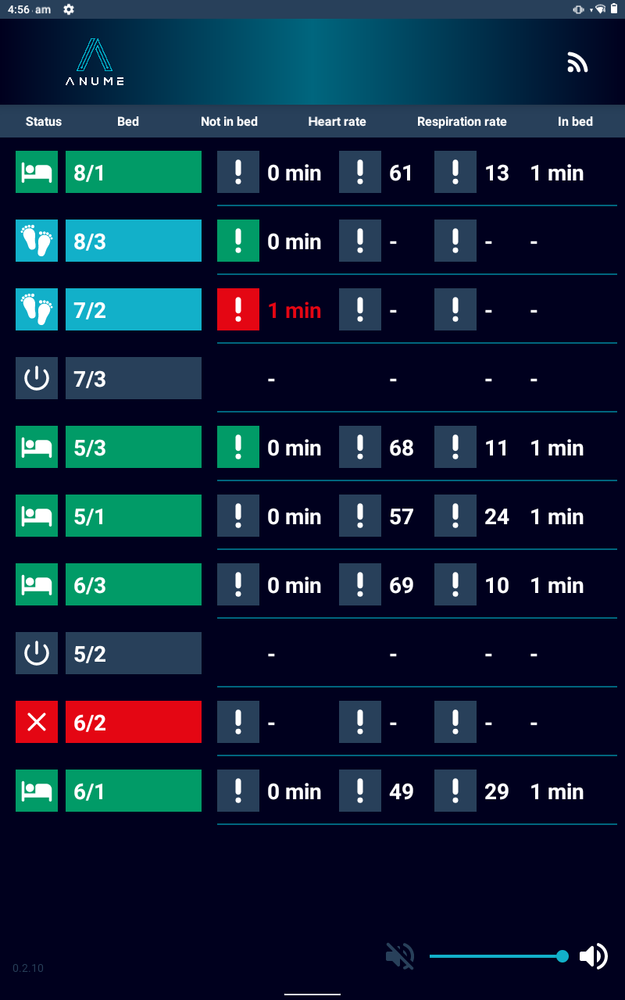 4:56 am
ANUME
Status Bed Not in bed Heart rate Respiration rate In bed
8/1 0 min 61 13 1 min
8/3 0 min - - -
7/2 1 min - - -
7/3 - - - -
5/3 0 min 68 11 1 min
5/1 0 min 57 24 1 min
6/3 0 min 69 10 1 min
5/2 - - - -
6/2 - - - -
6/1 0 min 49 29 1 min
0.2.10